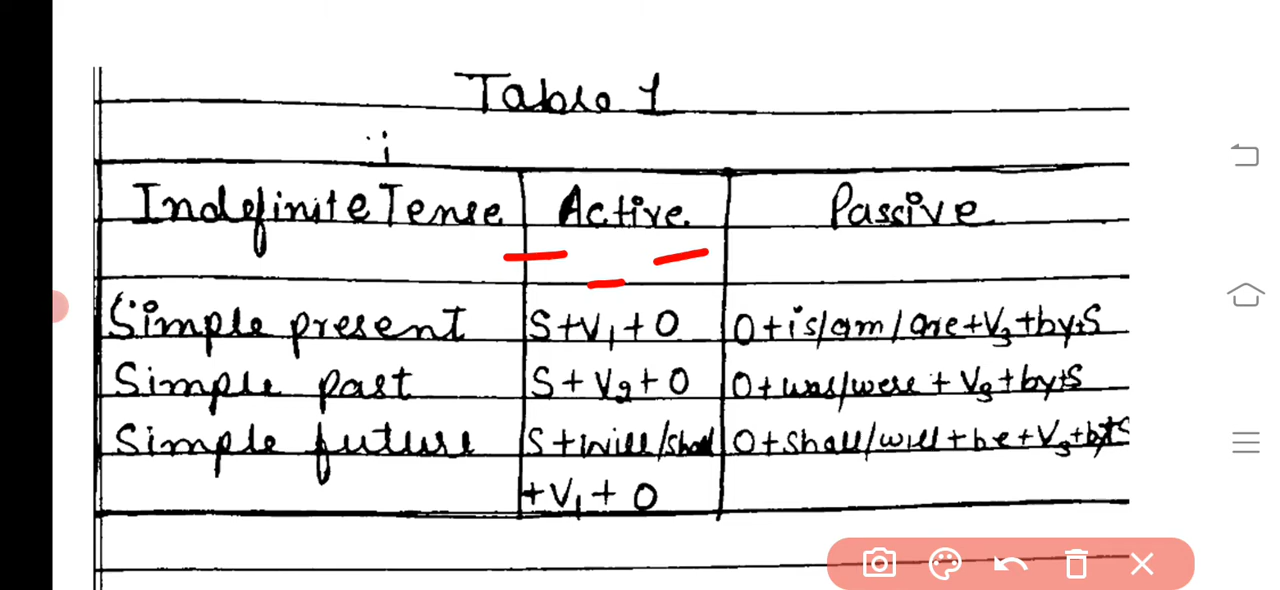 Table 1
Indefinite Tense Active Passive
Simple present S+V1+O O+is/am/are+V3+by+S
Simple past S+V2+O O+was/were+V3+by+S
Simple future S+will/shall O+shall/will+be+V3+by+S
+V1+O